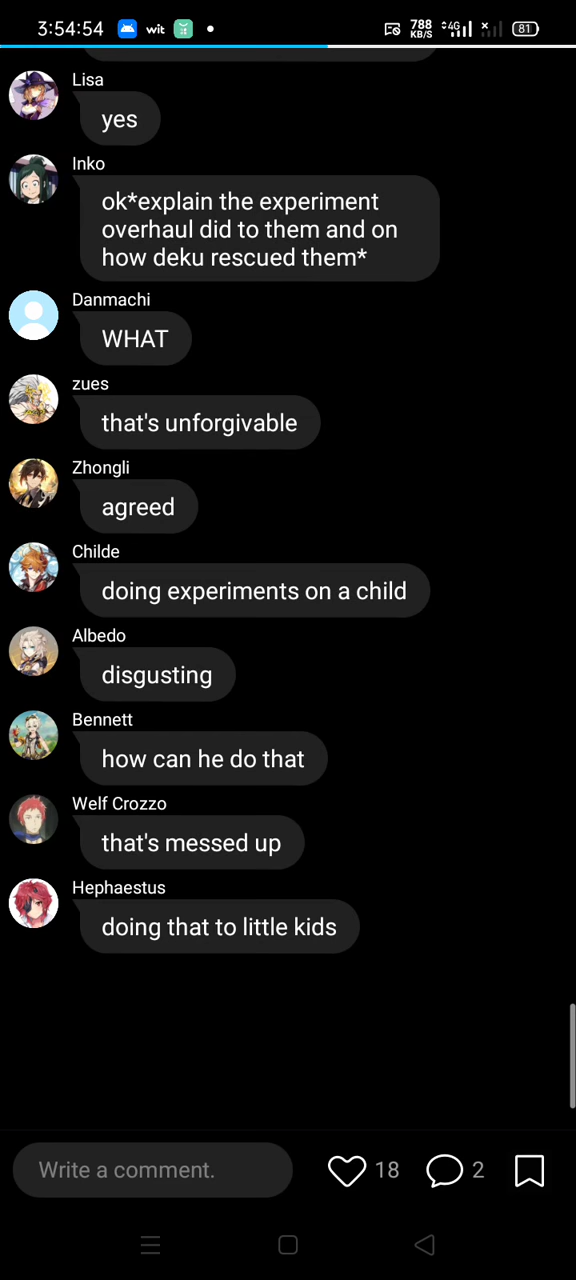 3:54:54 wit 788 KB/S 4G 81
Lisa
yes
Inko
ok*explain the experiment
overhaul did to them and on
how deku rescued them*
Danmachi
WHAT
zues
that's unforgivable
Zhongli
agreed
Childe
doing experiments on a child
Albedo
disgusting
Bennett
how can he do that
Welf Crozzo
that's messed up
Hephaestus
doing that to little kids
Write a comment. 18 2